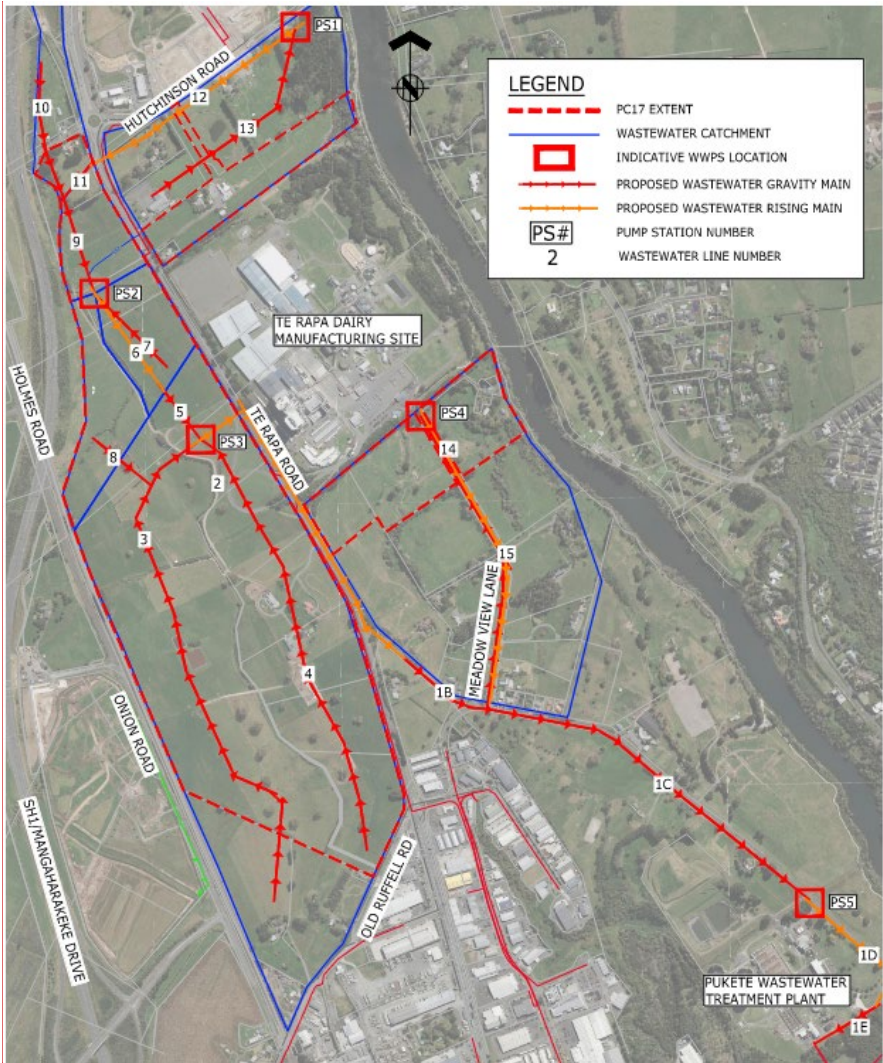 PS1
HUTCHINSON ROAD
10
12
13
11
9
LEGEND
PC17 EXTENT
WASTEWATER CATCHMENT
INDICATIVE WWPS LOCATION
PROPOSED WASTEWATER GRAVITY MAIN
PROPOSED WASTEWATER RISING MAIN
PS# PUMP STATION NUMBER
2 WASTEWATER LINE NUMBER
N
PS2
TE RAPA DAIRY
MANUFACTURING SITE
6
7
HOLMES ROAD
5
TE RAPA ROAD
PS3
PS4
8
2
14
3
15
MEADOW VIEW LANE
4
1B
ONION ROAD
1C
SH1/MANGAHARAKEKE DRIVE
OLD RUFFELL RD
PS5
1D
PUKETE WASTEWATER
TREATMENT PLANT
1E